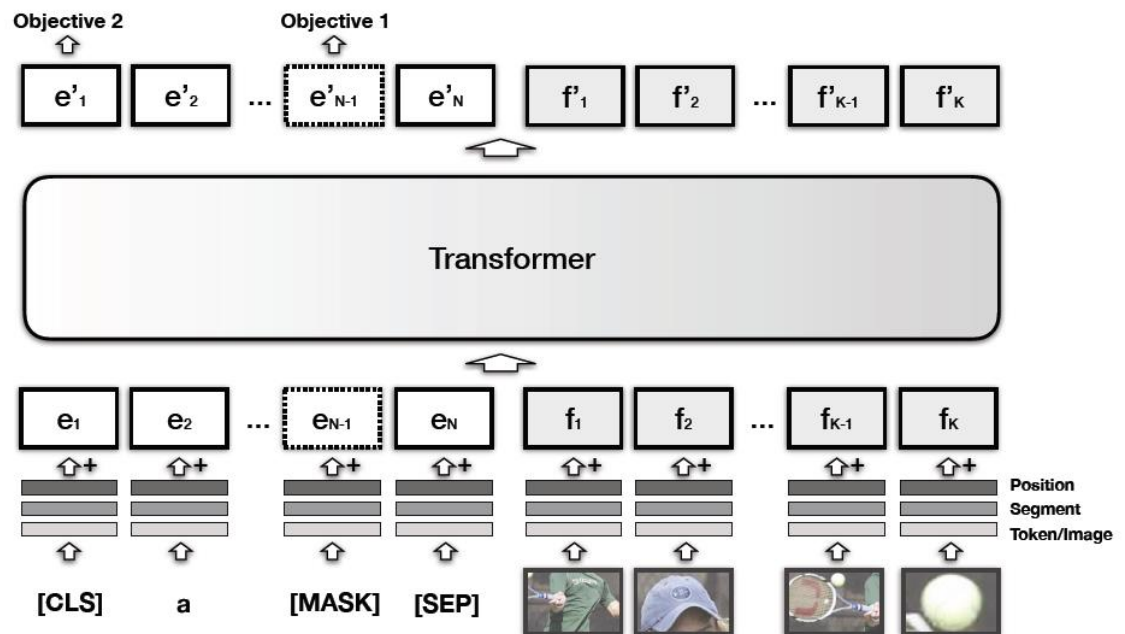 Objective 2 Objective 1
e'1 e'2 ... e'N-1 e'N f'1 f'2 ... f'K-1 f'K
Transformer
e1 e2 ... eN-1 eN f1 f2 ... fK-1 fK
+ + + + + + + +
Position
Segment
Token/Image
[CLS] a [MASK] [SEP]